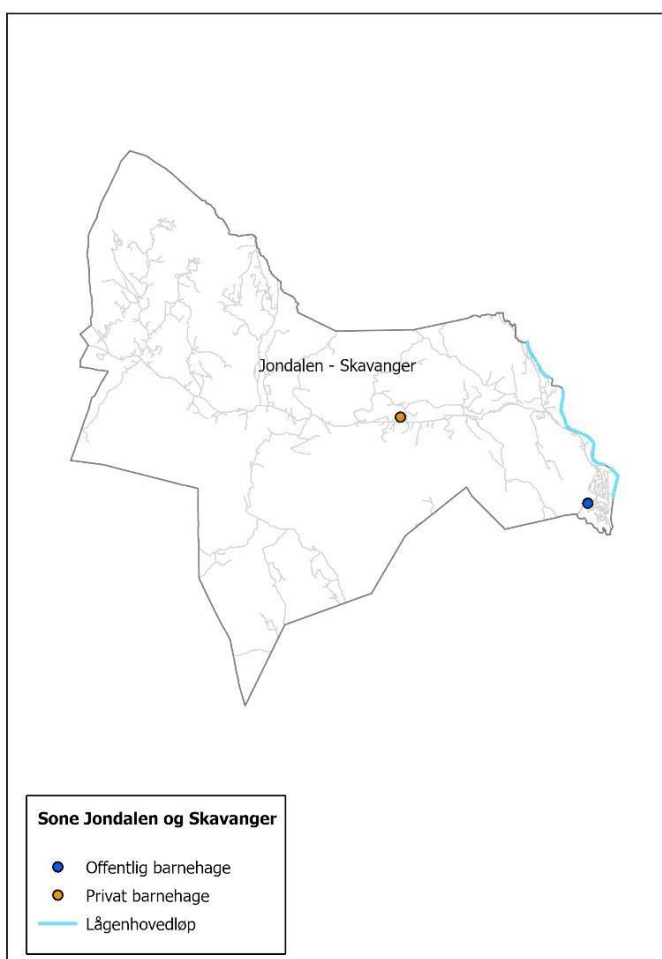 Jondalen - Skavanger
Sone Jondalen og Skavanger
Offentlig barnehage
Privat barnehage
Lågenhovedløp